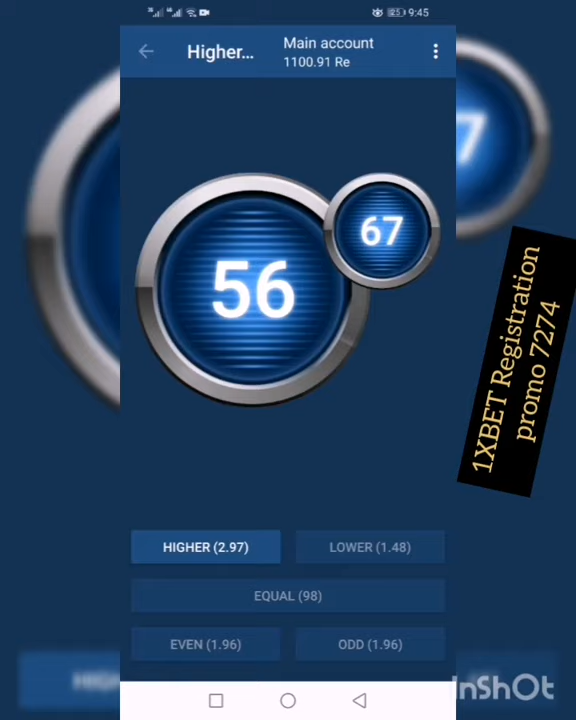 9:45
Higher...
Main account
1100.91 Re
56
67
7
1XBET Registration
promo 7274
HIGHER (2.97)
LOWER (1.48)
EQUAL (98)
EVEN (1.96)
ODD (1.96)
InShOt